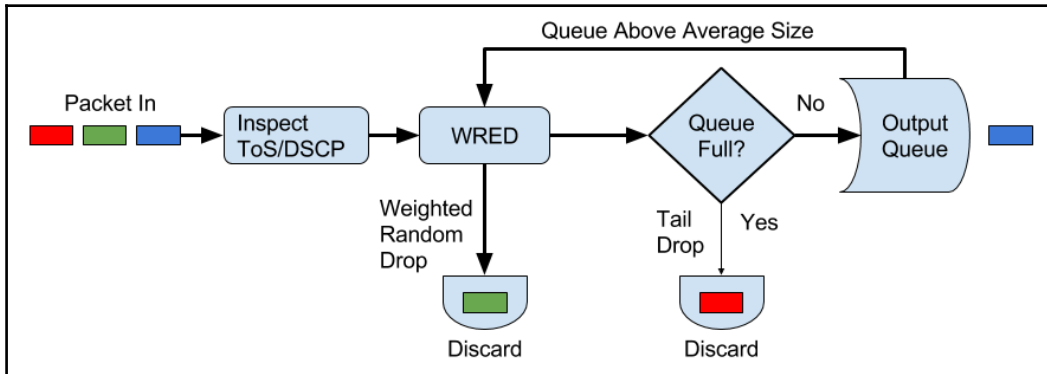 Queue Above Average Size
Packet In
Inspect
ToS/DSCP
WRED
Queue
Full?
No
Output
Queue
Weighted
Random
Drop
Tail
Drop
Yes
Discard
Discard